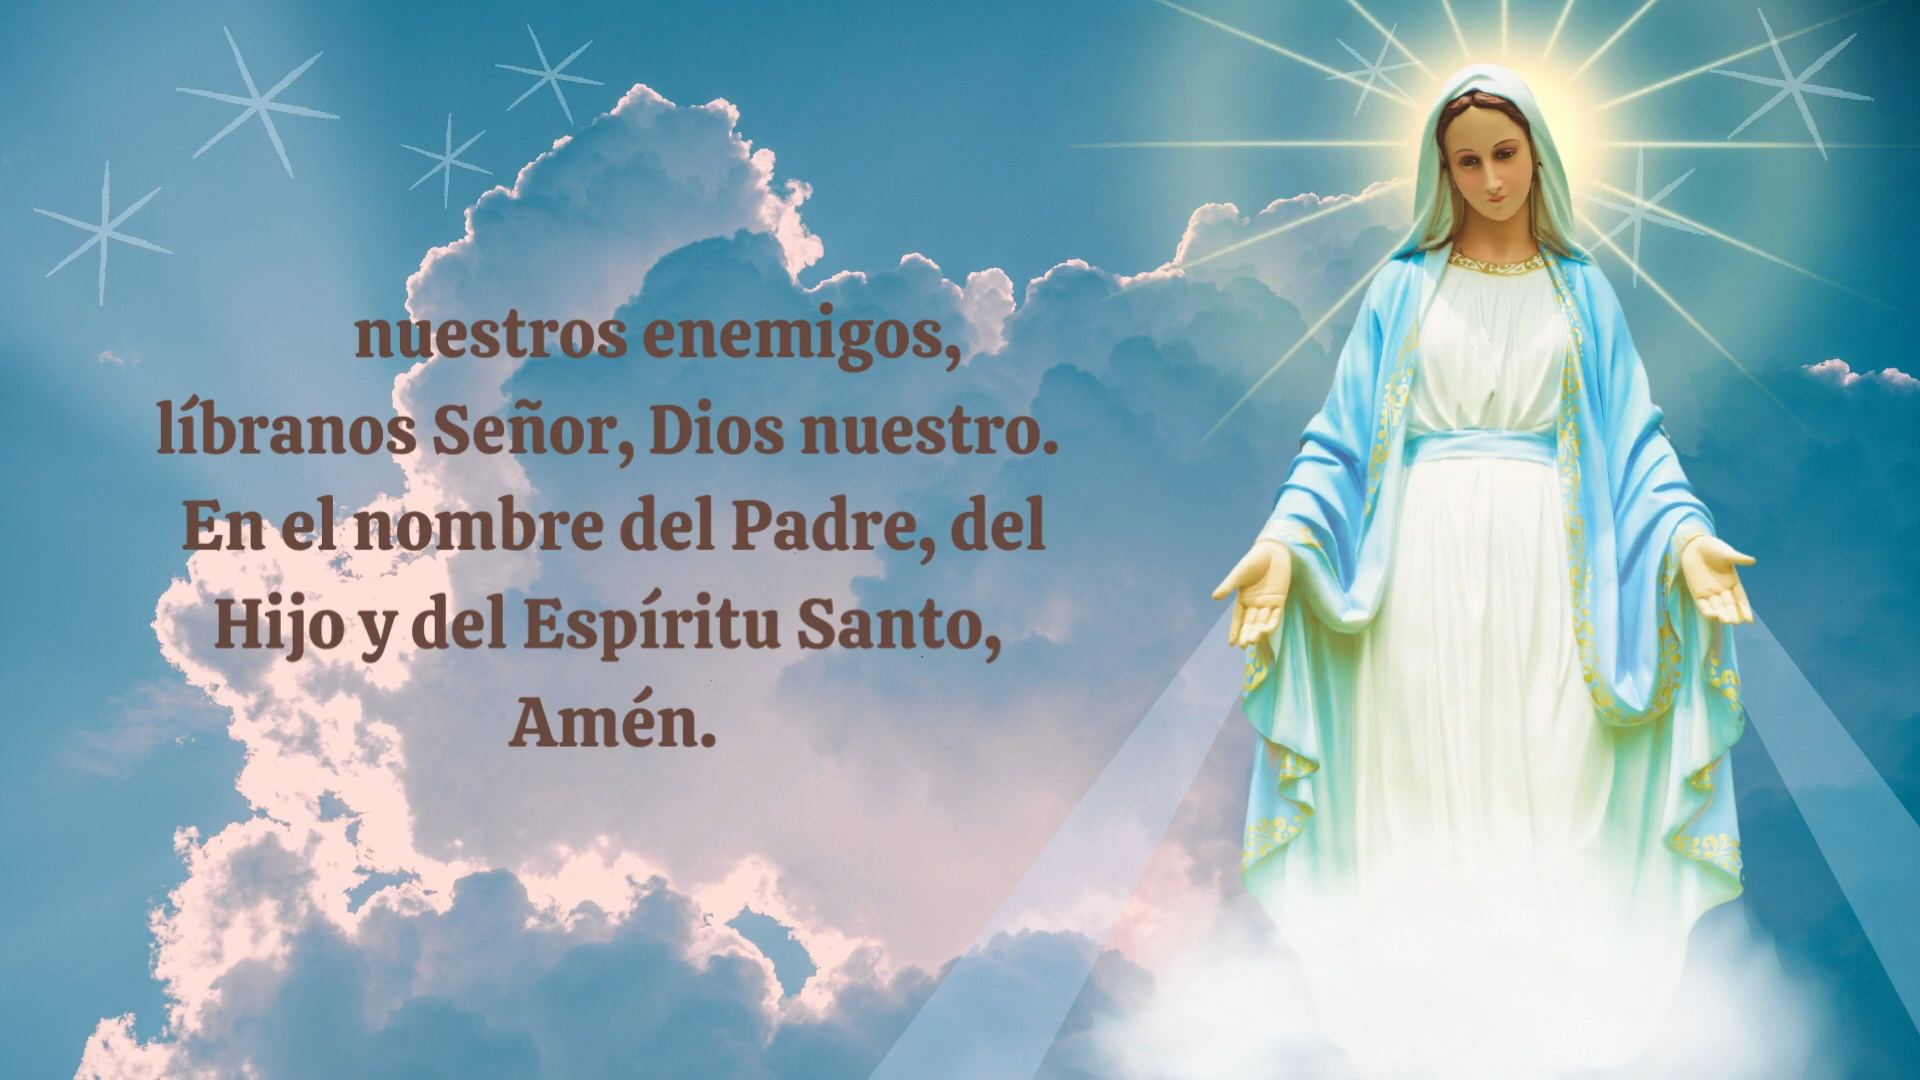 nuestros enemigos,
líbranos Señor, Dios nuestro.
En el nombre del Padre, del
Hijo y del Espíritu Santo,
Amén.